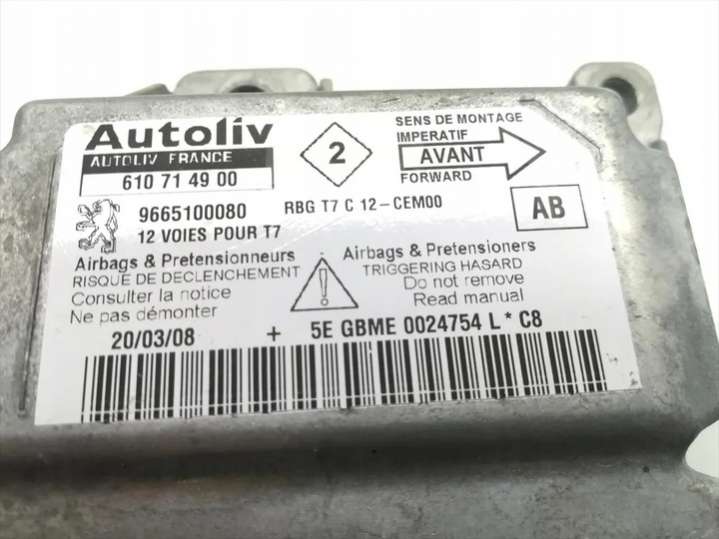 Autoliv
AUTOLIV FRANCE
610 71 49 00
2
SENS DE MONTAGE
IMPERATIF
AVANT
FORWARD
9665100080
12 VOIES POUR T7
RBG T7 C 12-CEM00
AB
Airbags & Pretensionneurs
RISQUE DE DECLENCHEMENT
Consulter la notice
Ne pas démonter
Airbags & Pretensioners
TRIGGERING HASARD
Do not remove
Read manual
20/03/08 + 5E GBME 0024754 L * C8